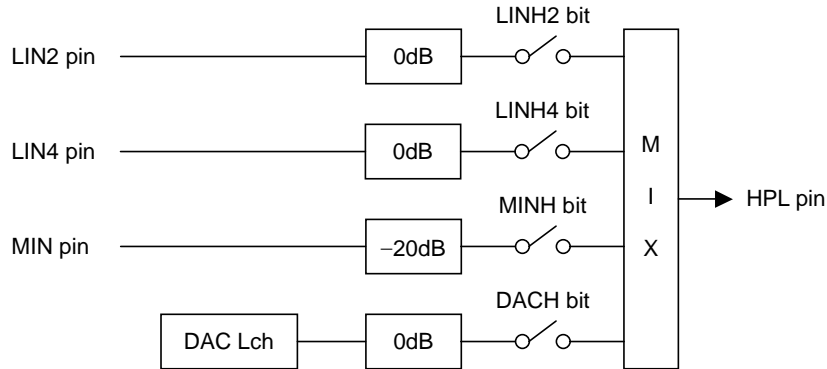 LINH2 bit
LIN2 pin
0dB
LINH4 bit
LIN4 pin
0dB
M
I
X
HPL pin
MINH bit
MIN pin
−20dB
DACH bit
DAC Lch
0dB